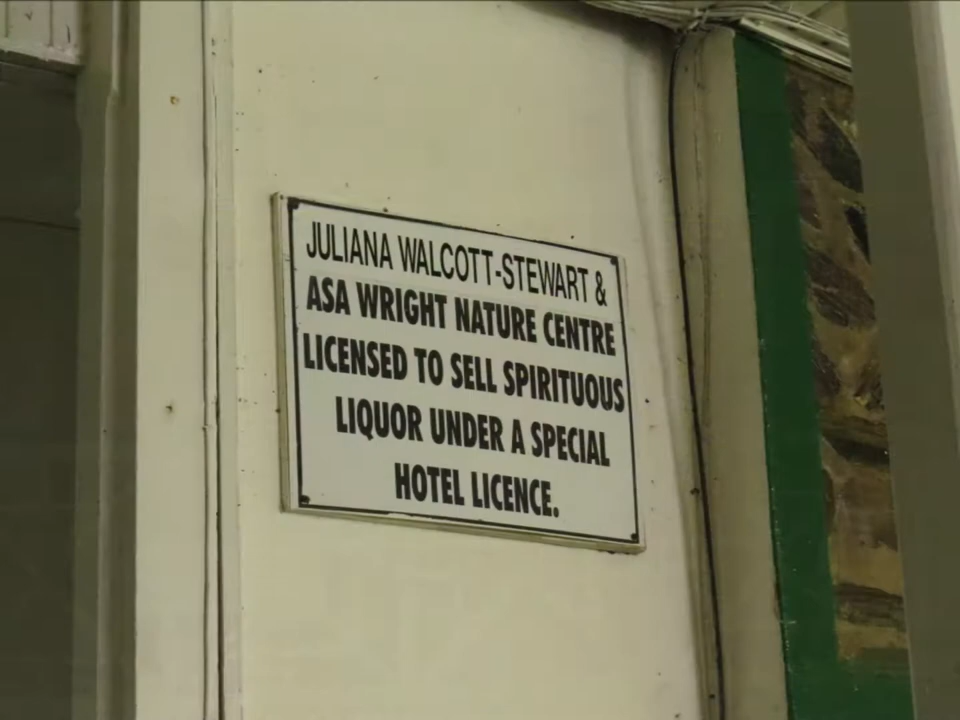 JULIANA WALCOTT-STEWART &
ASA WRIGHT NATURE CENTRE
LICENSED TO SELL SPIRITUOUS
LIQUOR UNDER A SPECIAL
HOTEL LICENCE.